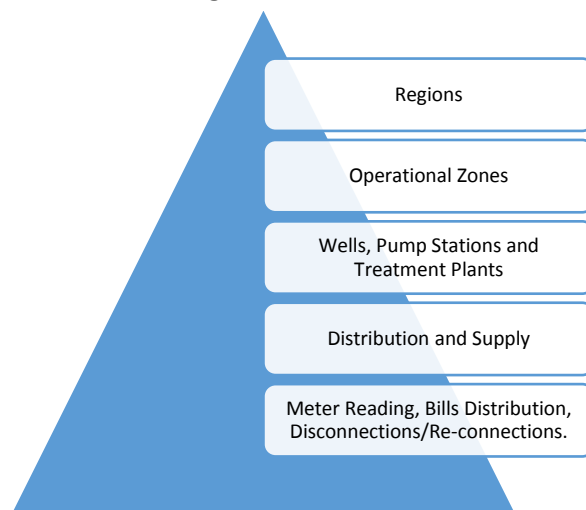 Regions
Operational Zones
Wells, Pump Stations and
Treatment Plants
Distribution and Supply
Meter Reading, Bills Distribution,
Disconnections/Re-connections.